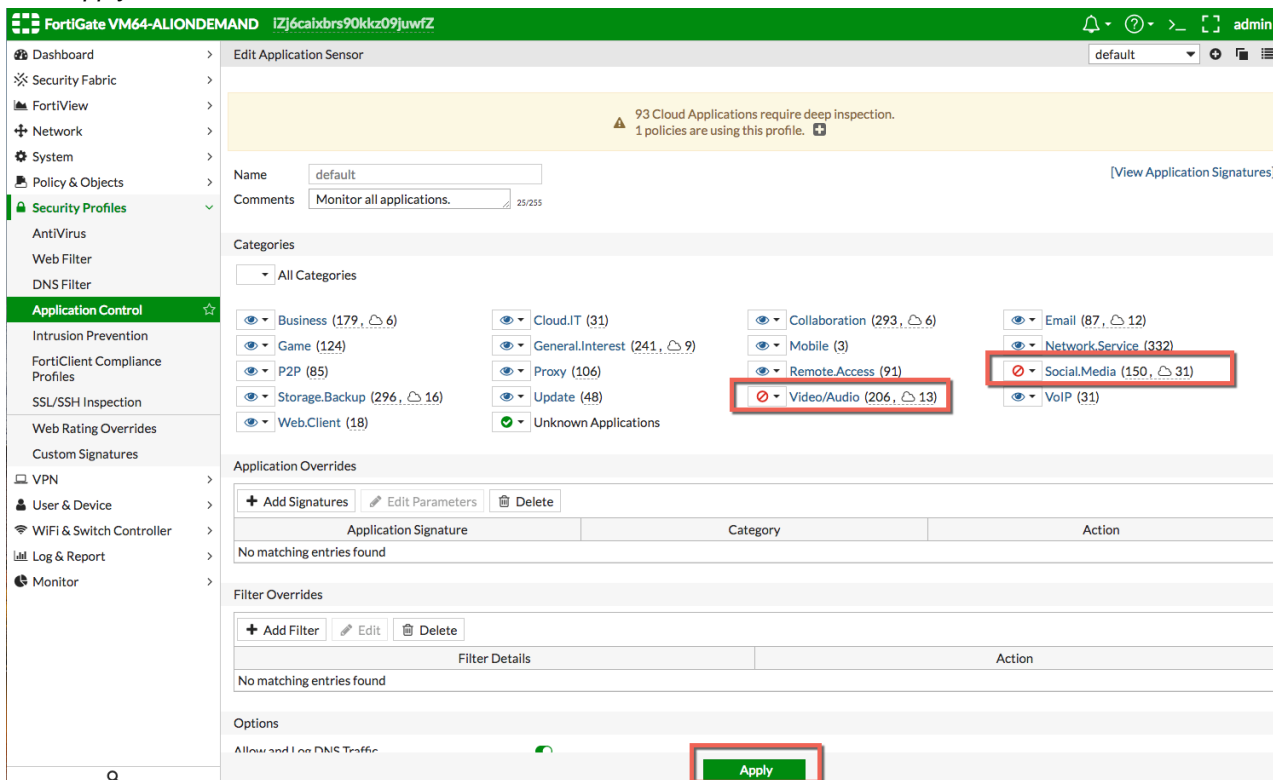 FortiGate VM64-ALIONDEMAND iZj6caixbrs90kkz09juwfZ
>_ admin
Dashboard
Security Fabric
FortiView
Network
System
Policy & Objects
Security Profiles
AntiVirus
Web Filter
DNS Filter
Application Control
Intrusion Prevention
FortiClient Compliance
Profiles
SSL/SSH Inspection
Web Rating Overrides
Custom Signatures
VPN
User & Device
WiFi & Switch Controller
Log & Report
Monitor
Edit Application Sensor
default
93 Cloud Applications require deep inspection.
1 policies are using this profile.
Name default
[View Application Signatures]
Comments Monitor all applications. 25/255
Categories
All Categories
Business (179, 6) Cloud.IT (31) Collaboration (293, 6) Email (87, 12)
Game (124) General.Interest (241, 9) Mobile (3) Network.Service (332)
P2P (85) Proxy (106) Remote.Access (91) Social.Media (150, 31)
Storage.Backup (296, 16) Update (48) Video/Audio (206, 13) VoIP (31)
Web.Client (18) Unknown Applications
Application Overrides
+ Add Signatures Edit Parameters Delete
Application Signature Category Action
No matching entries found
Filter Overrides
+ Add Filter Edit Delete
Filter Details Action
No matching entries found
Options
Allow and Log DNS Traffic
Apply